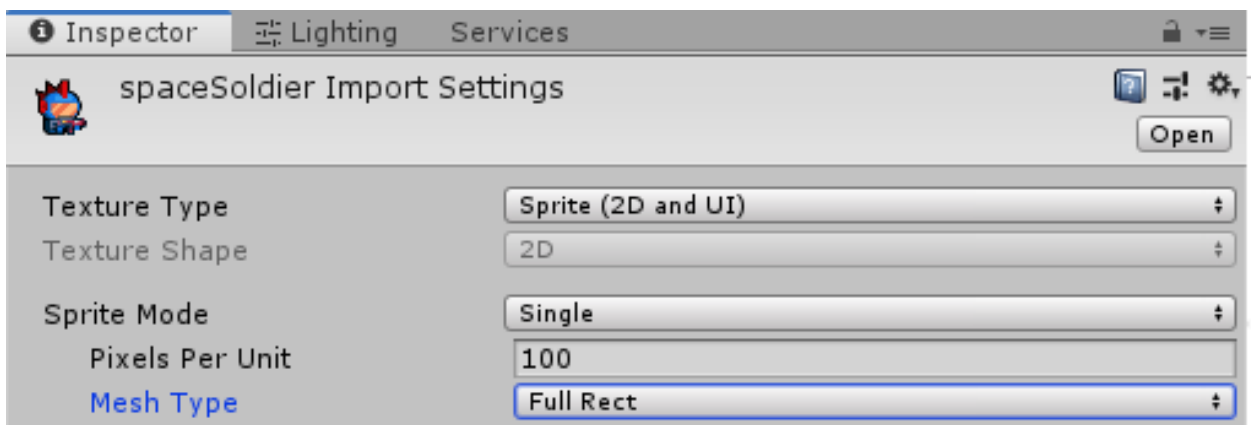 Inspector Lighting Services
spaceSoldier Import Settings
Open
Texture Type Sprite (2D and UI)
Texture Shape 2D
Sprite Mode Single
Pixels Per Unit 100
Mesh Type Full Rect